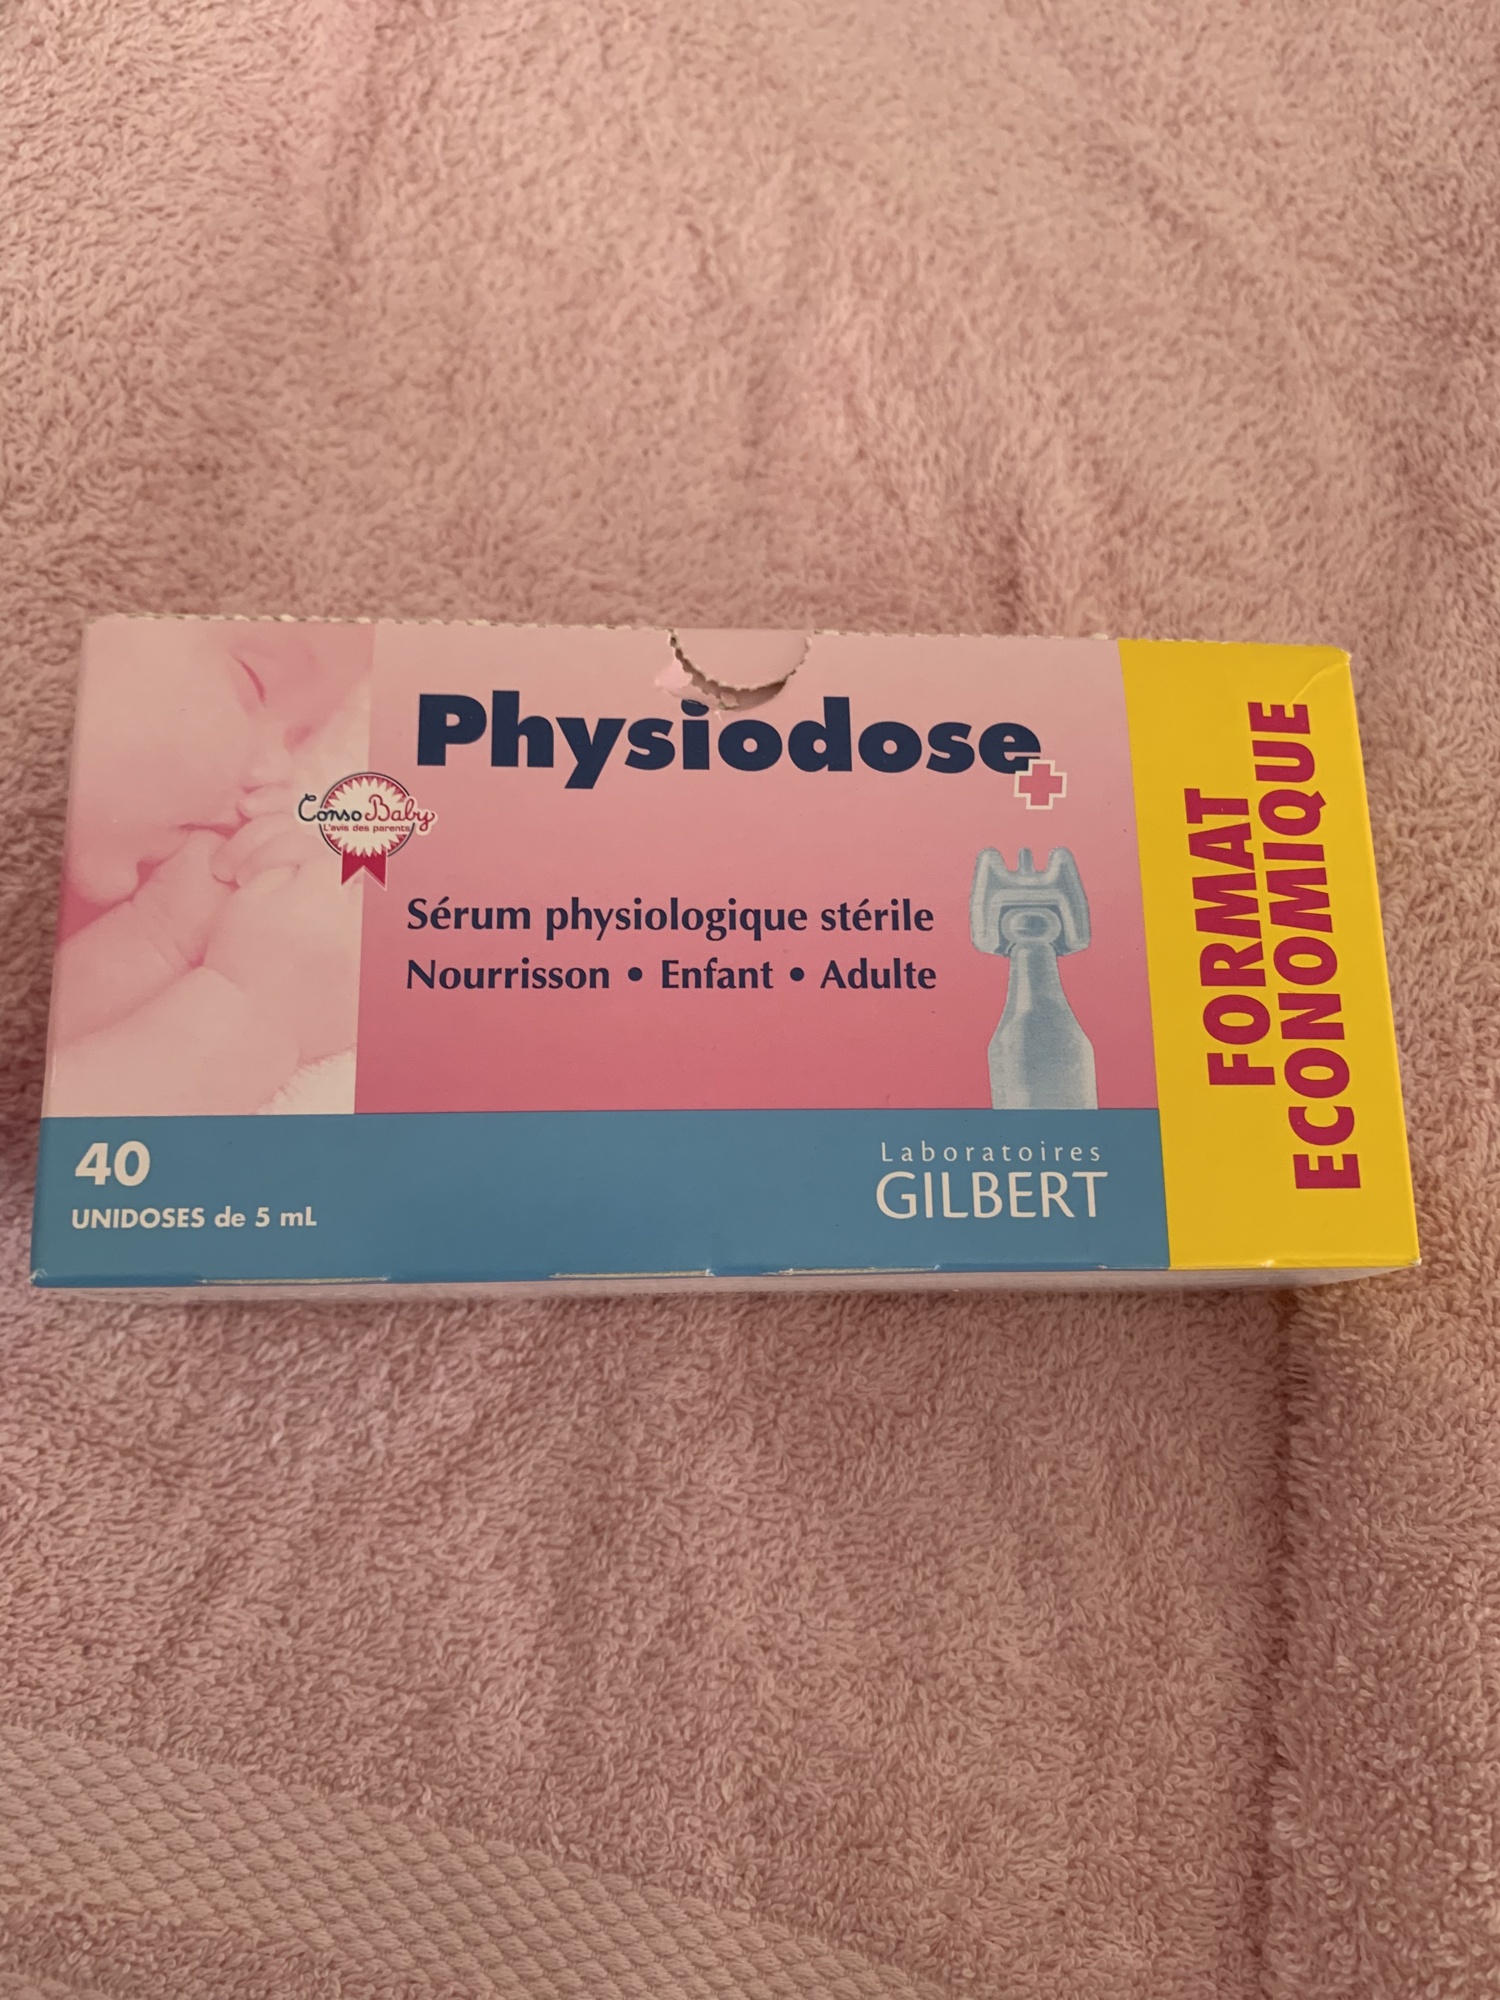 Physiodose
Conso Baby
L'avis des parents
Sérum physiologique stérile
Nourrisson • Enfant • Adulte
40
UNIDOSES de 5 mL
Laboratoires
GILBERT
FORMAT
ECONOMIQUE